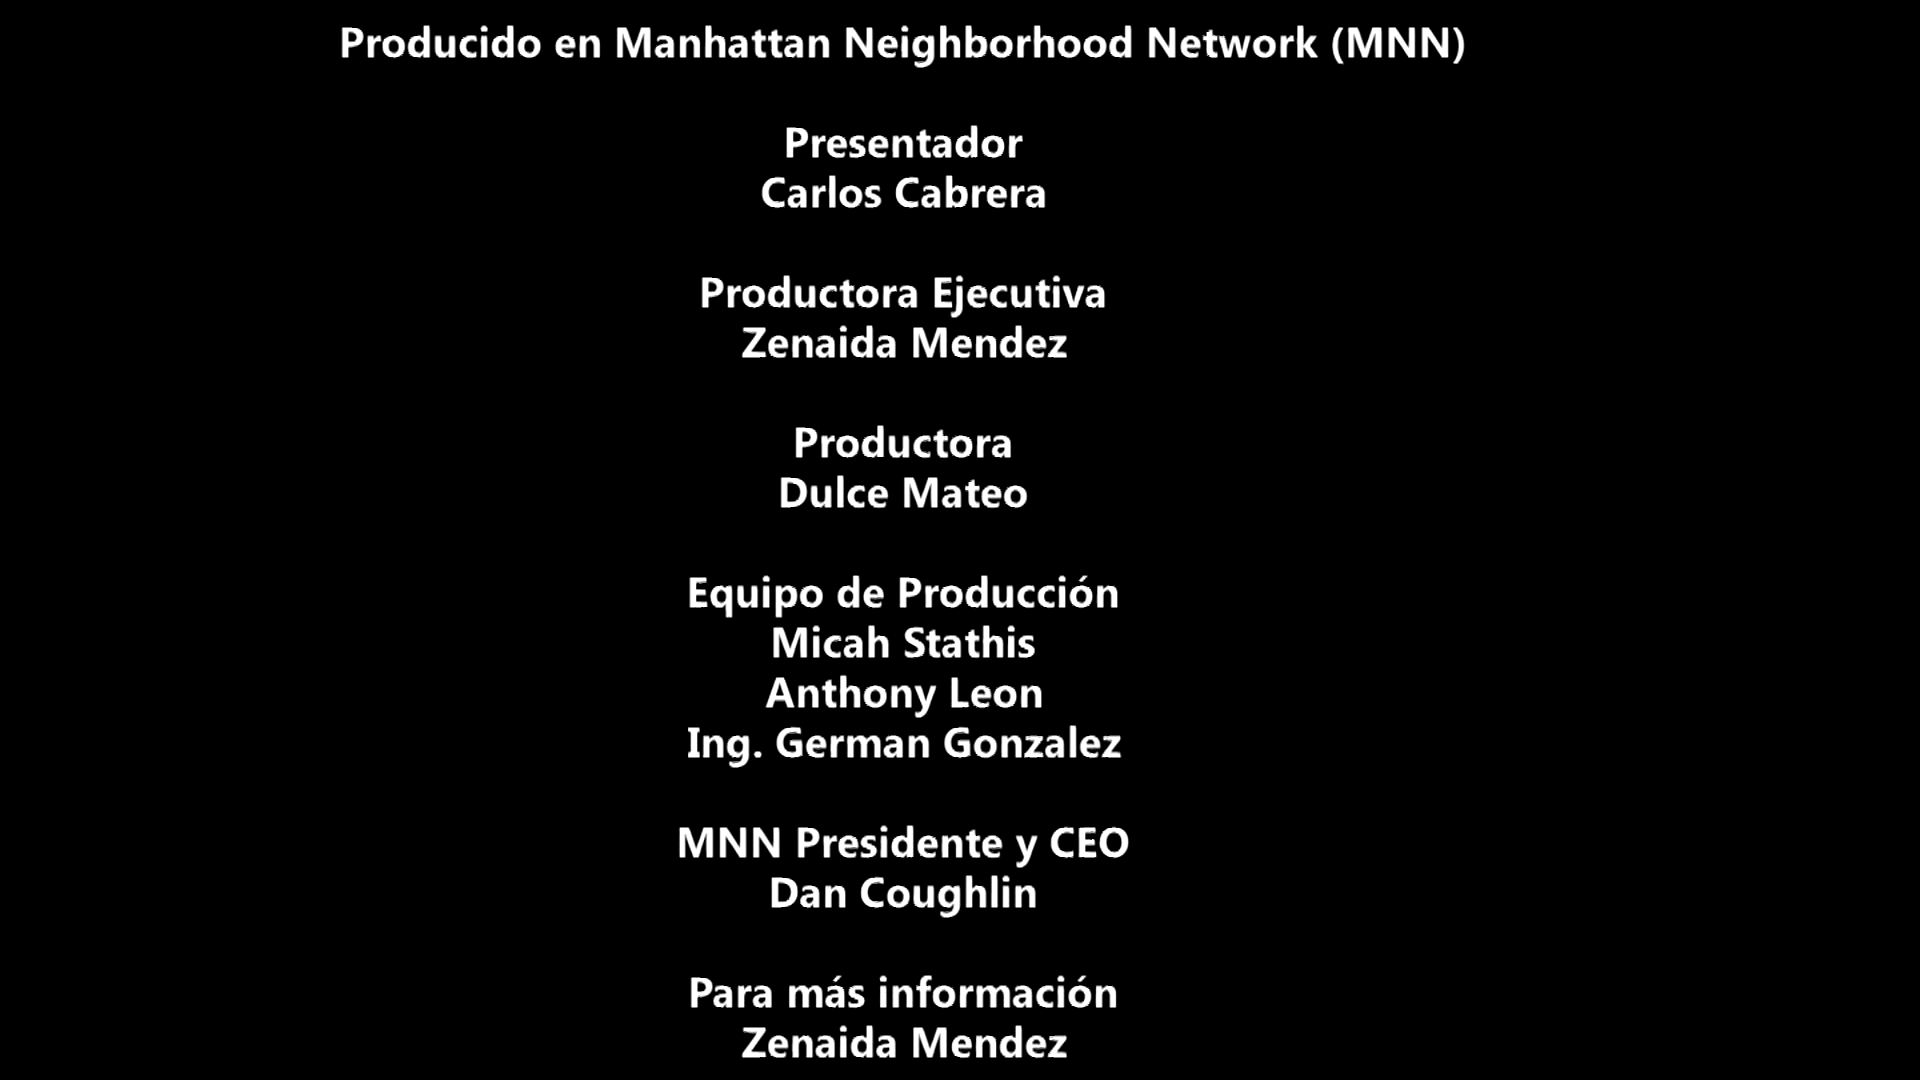 Producido en Manhattan Neighborhood Network (MNN)
Presentador
Carlos Cabrera
Productora Ejecutiva
Zenaida Mendez
Productora
Dulce Mateo
Equipo de Producción
Micah Stathis
Anthony Leon
Ing. German Gonzalez
MNN Presidente y CEO
Dan Coughlin
Para más información
Zenaida Mendez